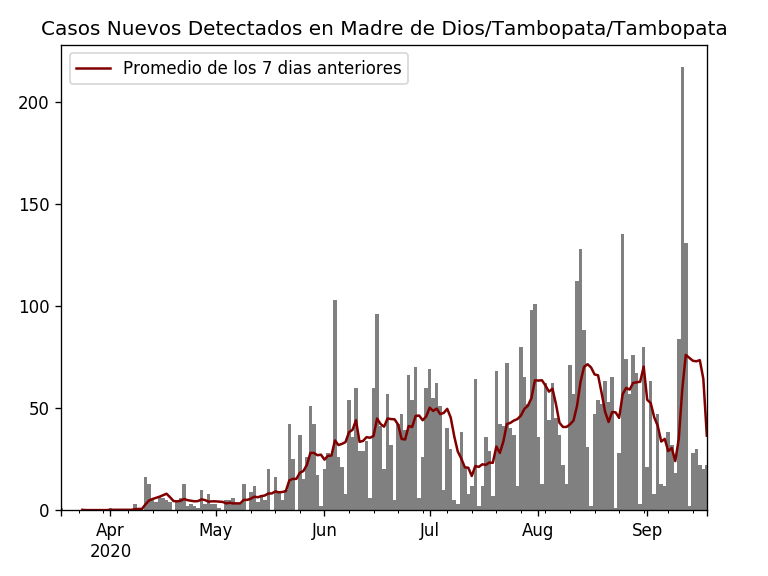 Casos Nuevos Detectados en Madre de Dios/Tambopata/Tambopata
Promedio de los 7 dias anteriores
200
150
100
50
0
Apr May Jun Jul Aug Sep
2020